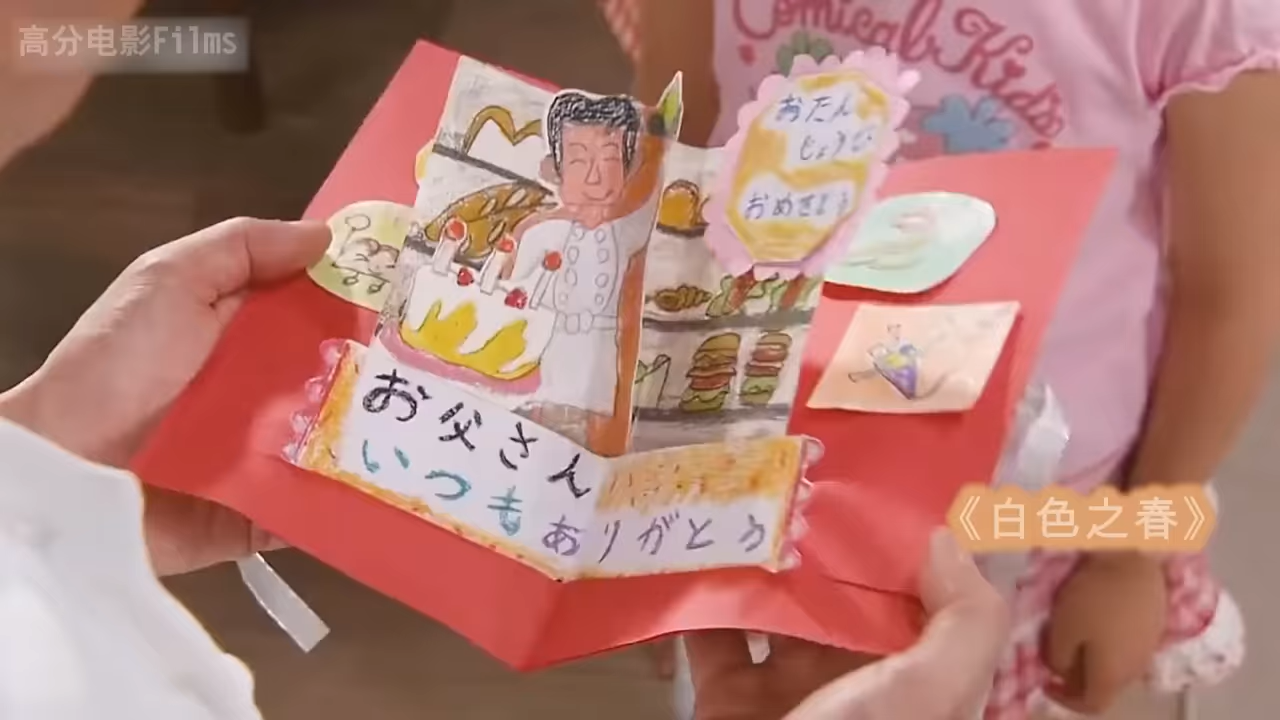 高分电影Films
Comical Kid's
おたん
じょうび
おめでとう
お父さん
いつも
ありがとう
《白色之春》